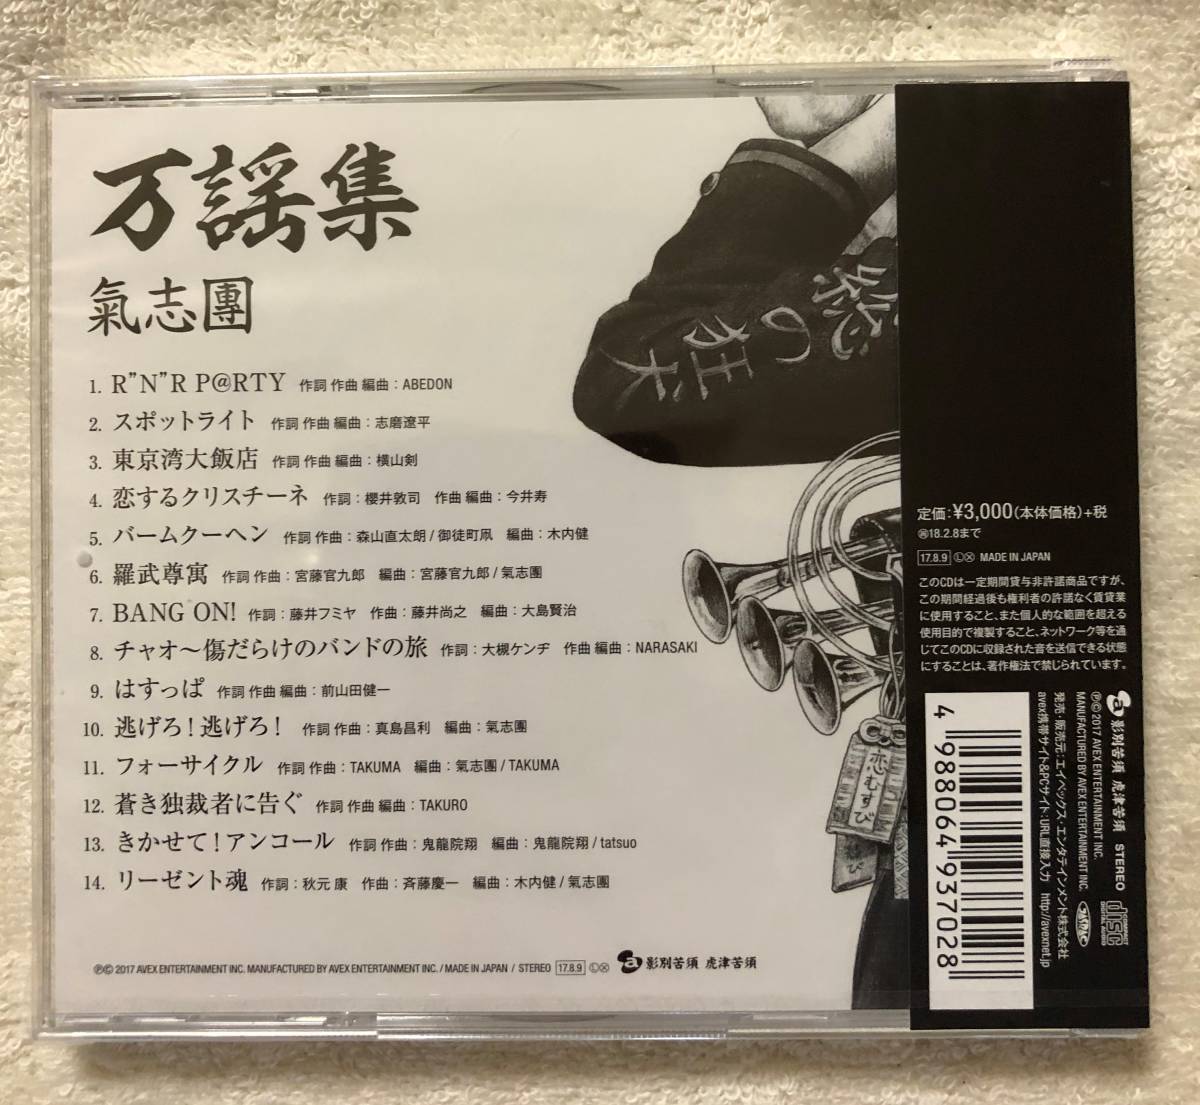 万謡集
氣志團
1. R”N”R P@RTY 作詞 作曲 編曲：ABEDON
2. スポットライト 作詞 作曲 編曲：志磨遼平
3. 東京湾大飯店 作詞 作曲 編曲：横山剣
4. 恋するクリスチーネ 作詞：櫻井敦司 作曲 編曲：今井寿
5. バームクーヘン 作詞 作曲：森山直太朗 / 御徒町凧 編曲：木内健
6. 羅武尊寓 作詞 作曲：宮藤官九郎 編曲：宮藤官九郎 / 氣志團
7. BANG ON! 作詞：藤井フミヤ 作曲：藤井尚之 編曲：大島賢治
8. チャオ〜傷だらけのバンドの旅 作詞：大槻ケンヂ 作曲 編曲：NARASAKI
9. はすっぱ 作詞 作曲 編曲：前山田健一
10. 逃げろ！逃げろ！ 作詞 作曲：真島昌利 編曲：氣志團
11. フォーサイクル 作詞 作曲：TAKUMA 編曲：氣志團 / TAKUMA
12. 蒼き独裁者に告ぐ 作詞 作曲 編曲：TAKURO
13. きかせて！アンコール 作詞 作曲：鬼龍院翔 編曲：鬼龍院翔 / tatsuo
14. リーゼント魂 作詞：秋元 康 作曲：斉藤慶一 編曲：木内健 / 氣志團
℗© 2017 AVEX ENTERTAINMENT INC. MANUFACTURED BY AVEX ENTERTAINMENT INC. / MADE IN JAPAN / STEREO 17.8.9 Ⓛⓧ a 影別苦須 虎津苦須
総の狂犬
恋むすび
定価：¥3,000（本体価格）+税
㋹18.2.8まで
17.8.9 Ⓛⓧ MADE IN JAPAN
このCDは一定期間貸与非許諾商品ですが、
この期間経過後も権利者の許諾なく賃貸業
に使用すること、また個人的な範囲を超える
使用目的で複製すること、ネットワーク等を通
じてこのCDに収録された音を送信できる状態
にすることは、著作権法で禁じられています。
a 影別苦須 虎津苦須 STEREO
COMPACT disc DIGITAL AUDIO
℗© 2017 AVEX ENTERTAINMENT INC.
MANUFACTURED BY AVEX ENTERTAINMENT INC.
JASRAC
発売・販売元：エイベックス・エンタテインメント株式会社
avex携帯サイト&PCサイト：URL直接入力 http://avexnet.jp
4 988064 937028